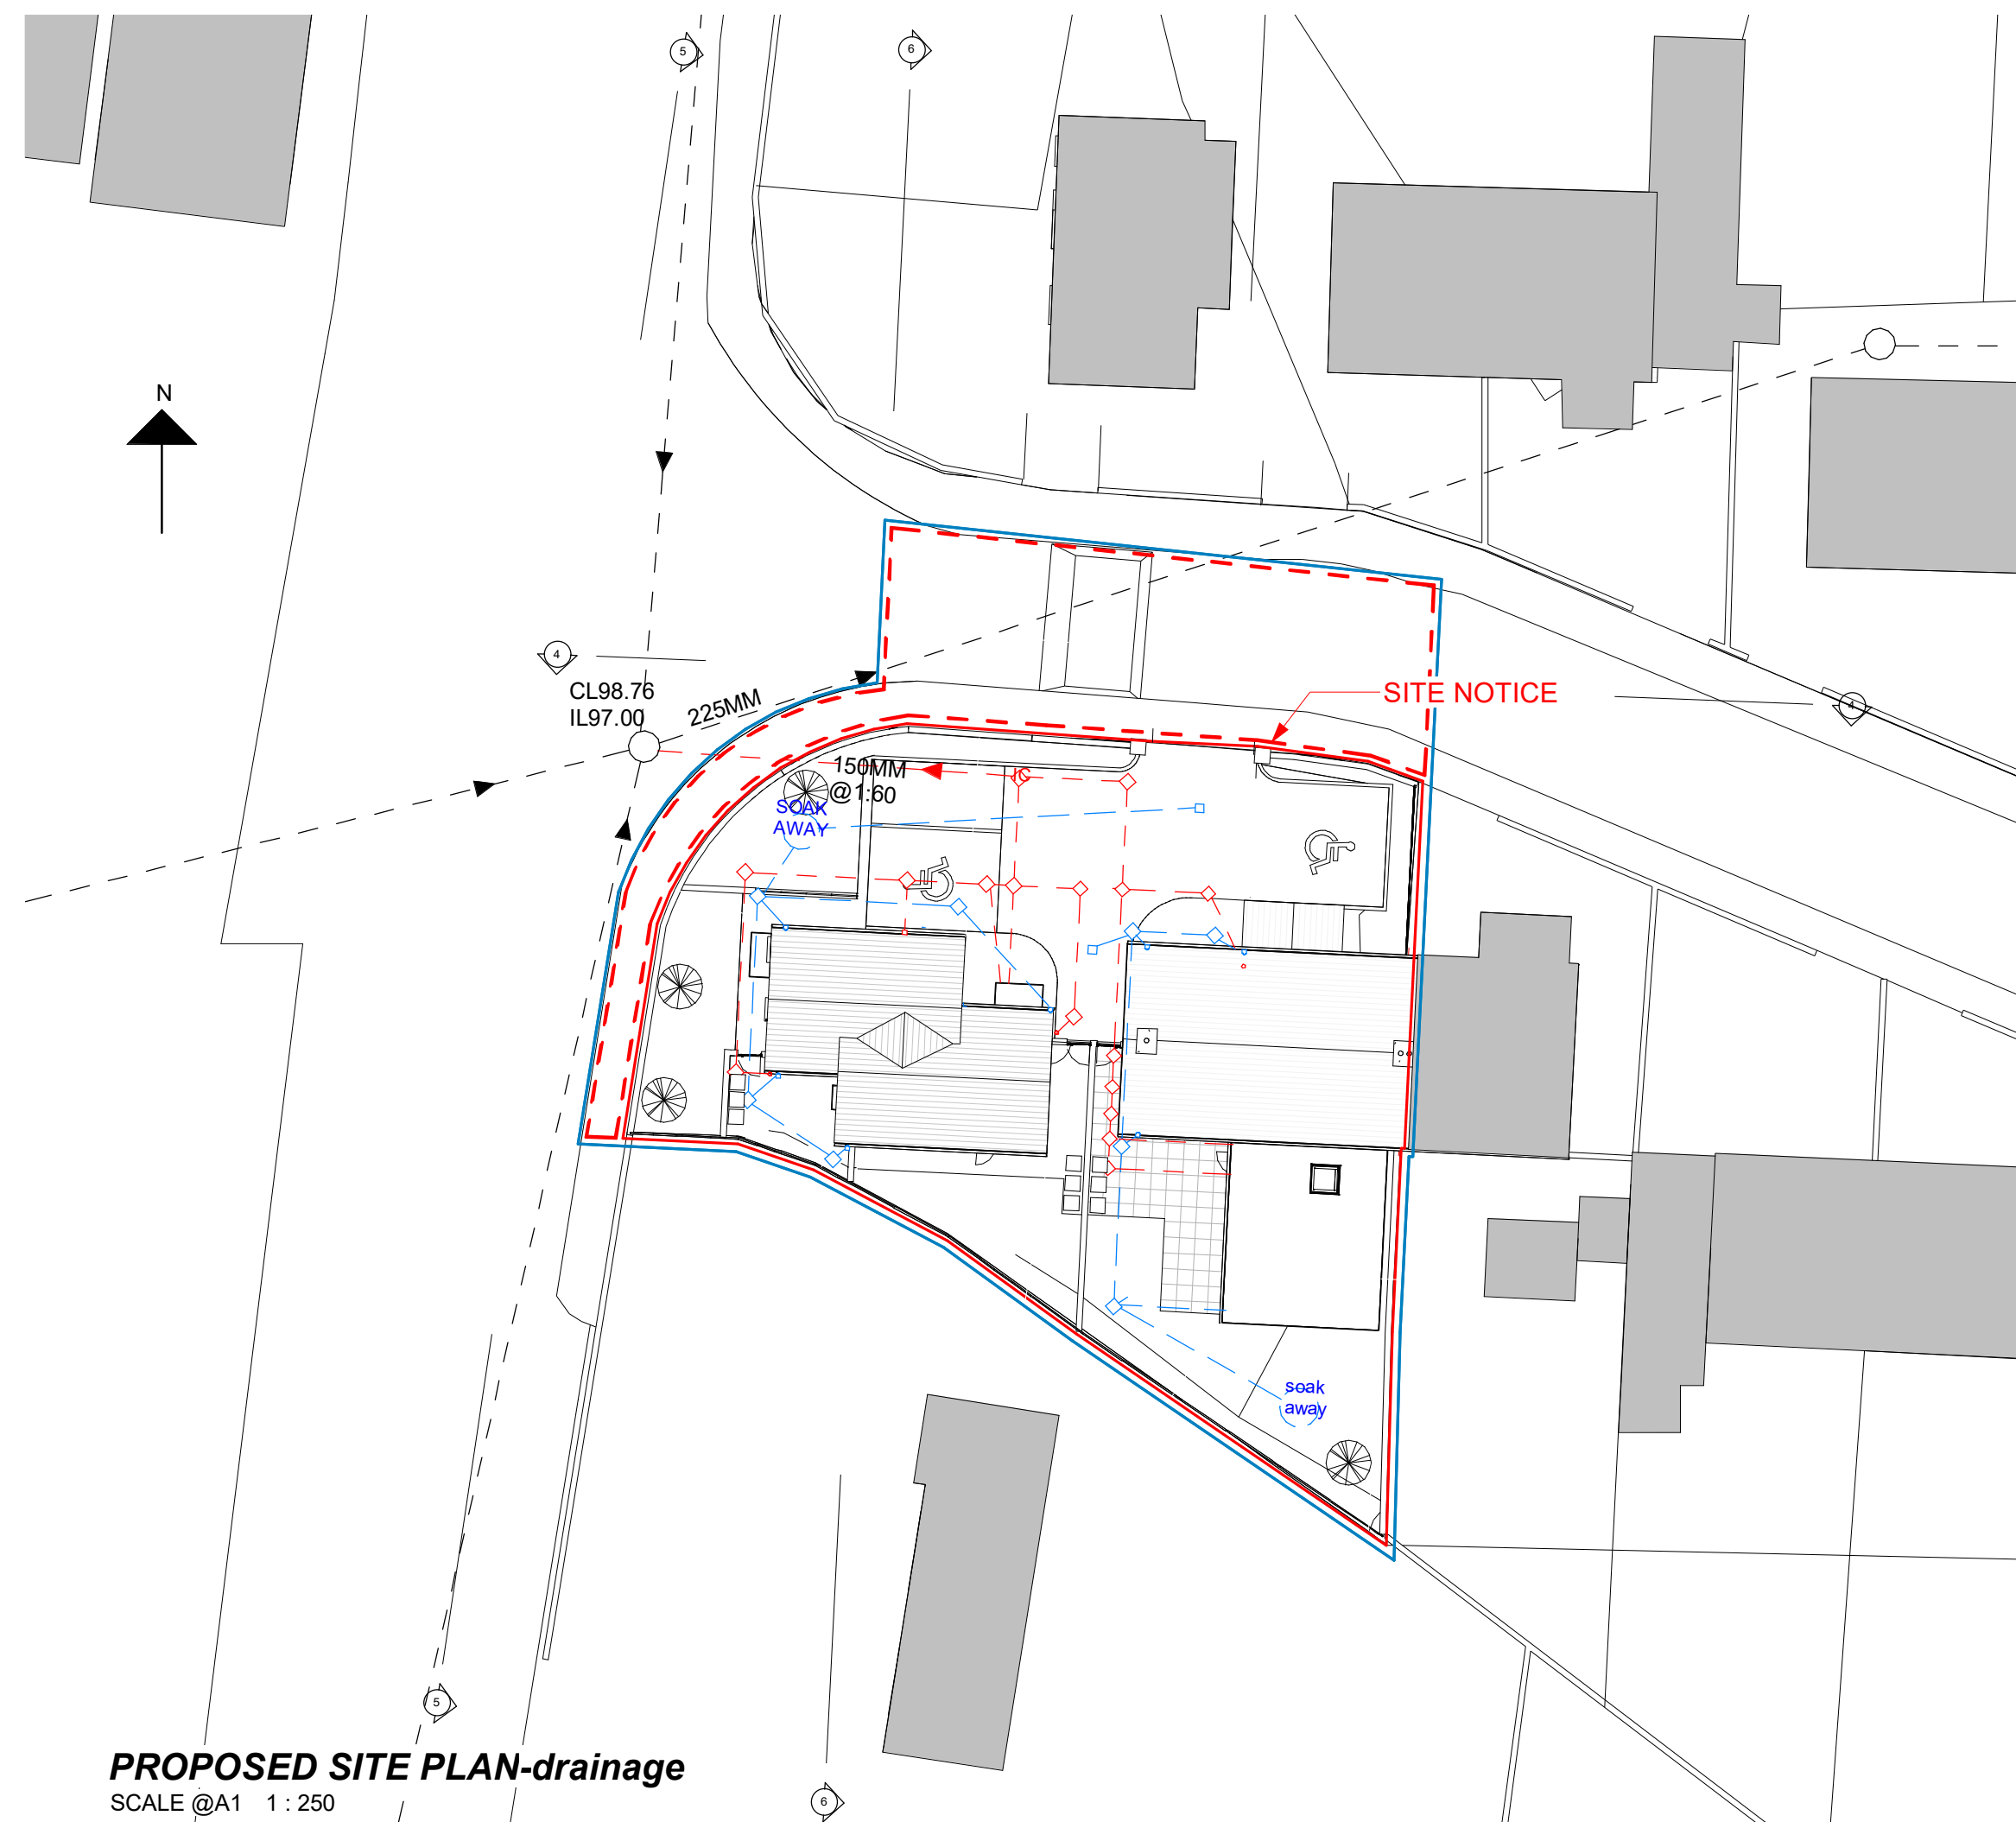 5
6
N
4
CL98.76
IL97.00
225MM
SITE NOTICE
4
150MM
@1:60
SOAK
AWAY
soak
away
5
6
PROPOSED SITE PLAN-drainage
SCALE @A1 1 : 250